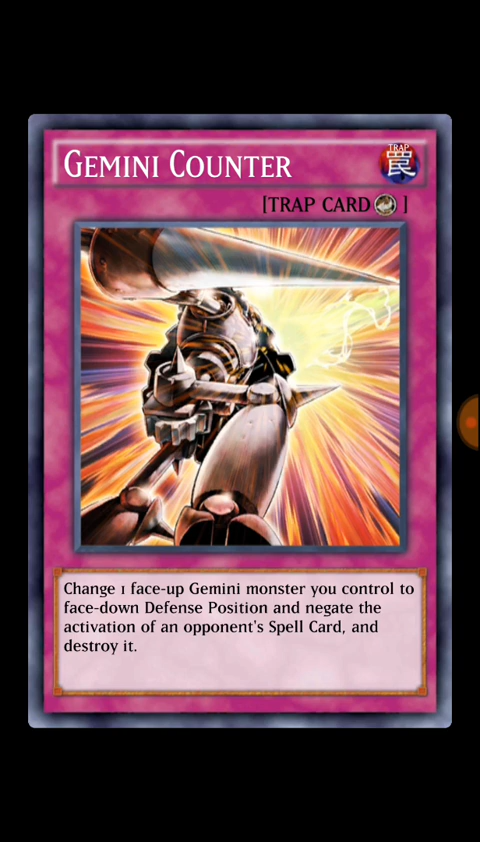 GEMINI COUNTER
TRAP
罠
[TRAP CARD ]
Change 1 face-up Gemini monster you control to
face-down Defense Position and negate the
activation of an opponent's Spell Card, and
destroy it.